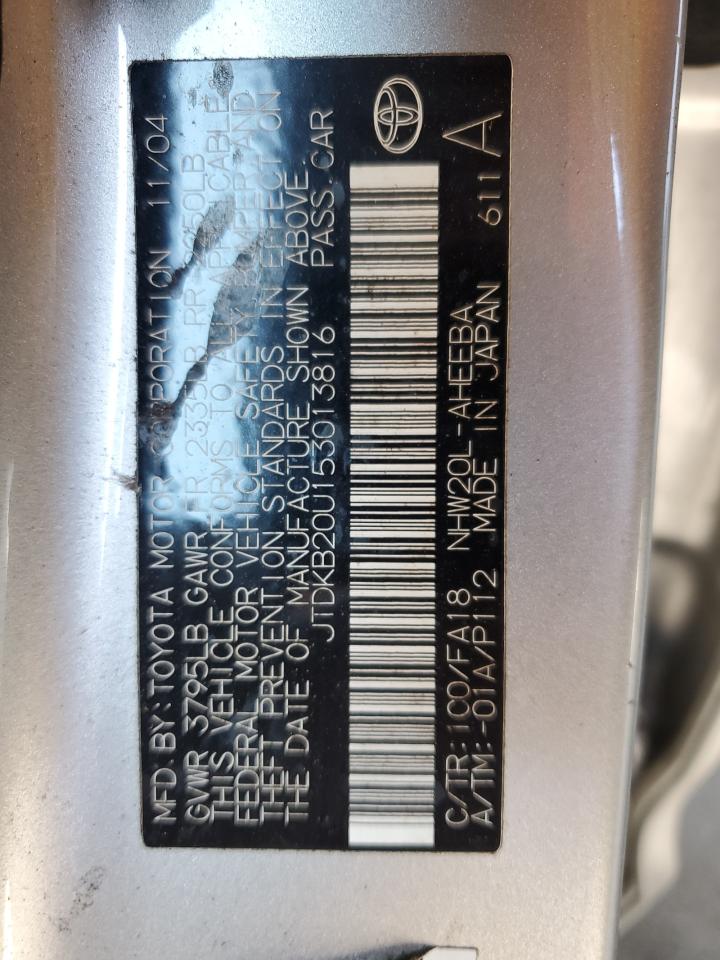 MFD.BY:TOYOTA MOTOR CORPORATION 11/04
GVWR 3795LB GAWR FR 2335LB RR
THIS VEHICLE CONFORMS TO ALL APPLICABLE
FEDERAL MOTOR VEHICLE SAFETY, BUMPER, AND
THEFT PREVENTION STANDARDS IN EFFECT ON
THE DATE OF MANUFACTURE SHOWN ABOVE.
JTDKB20U153013816 PASS.CAR
C/TR:1C0/FA18 NHW20L-AHEEBA
A/TM:-01A/P112 MADE IN JAPAN 611 A